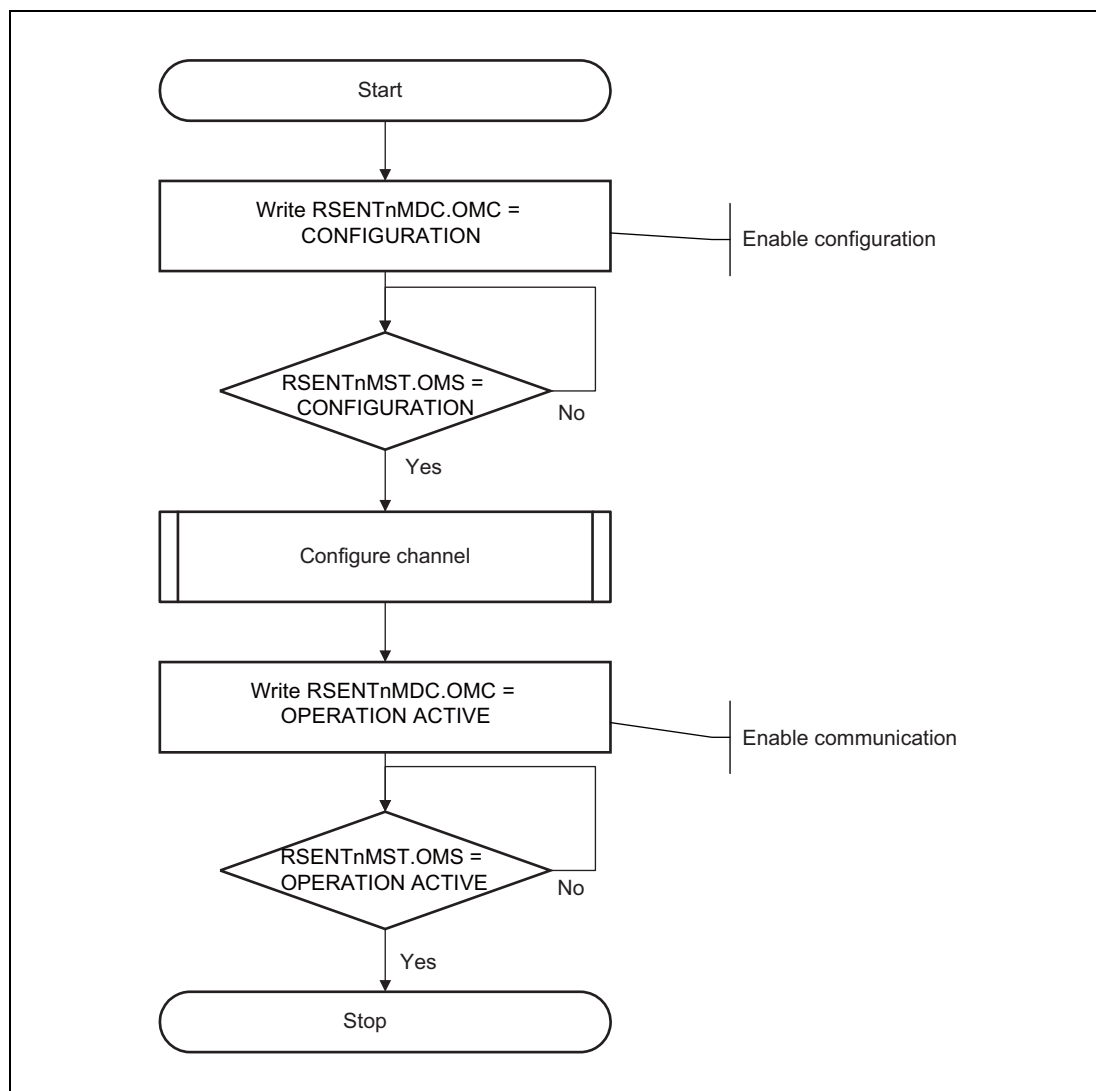 Start
Write RSENTnMDC.OMC =
CONFIGURATION
Enable configuration
RSENTnMST.OMS =
CONFIGURATION
No
Yes
Configure channel
Write RSENTnMDC.OMC =
OPERATION ACTIVE
Enable communication
RSENTnMST.OMS =
OPERATION ACTIVE
No
Yes
Stop